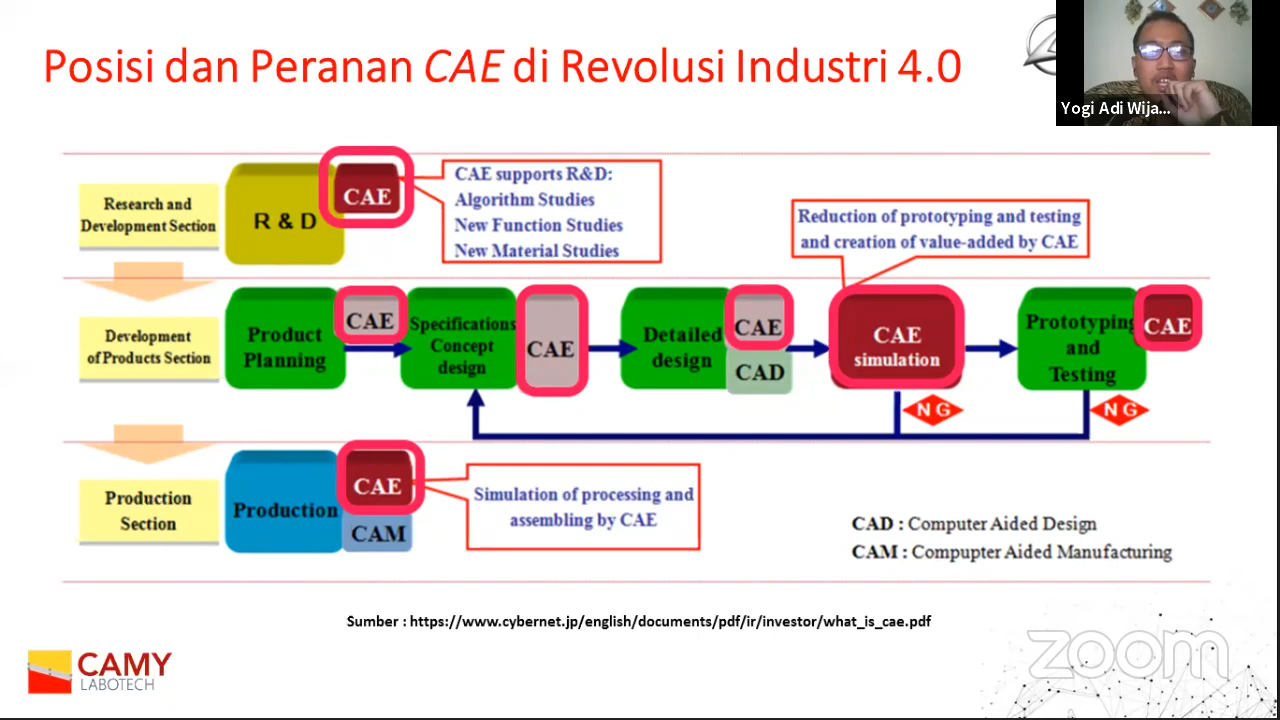 Posisi dan Peranan CAE di Revolusi Industri 4.0
Yogi Adi Wija...
Research and
Development Section
R & D
CAE
CAE supports R&D:
Algorithm Studies
New Function Studies
New Material Studies
Reduction of prototyping and testing
and creation of value-added by CAE
Development
of Products Section
Product
Planning
CAE
Specifications
Concept
design
CAE
Detailed
design
CAE
CAD
CAE
simulation
Prototyping
and
Testing
CAE
NG
NG
Production
Section
Production
CAE
CAM
Simulation of processing and
assembling by CAE
CAD : Computer Aided Design
CAM : Compupter Aided Manufacturing
Sumber : https://www.cybernet.jp/english/documents/pdf/ir/investor/what_is_cae.pdf
CAMY
LABOTECH
zoom